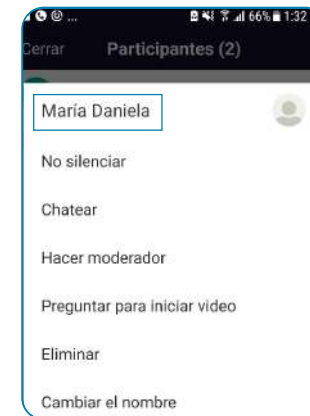 ... 66% 1:32
Cerrar Participantes (2)
María Daniela
No silenciar
Chatear
Hacer moderador
Preguntar para iniciar video
Eliminar
Cambiar el nombre